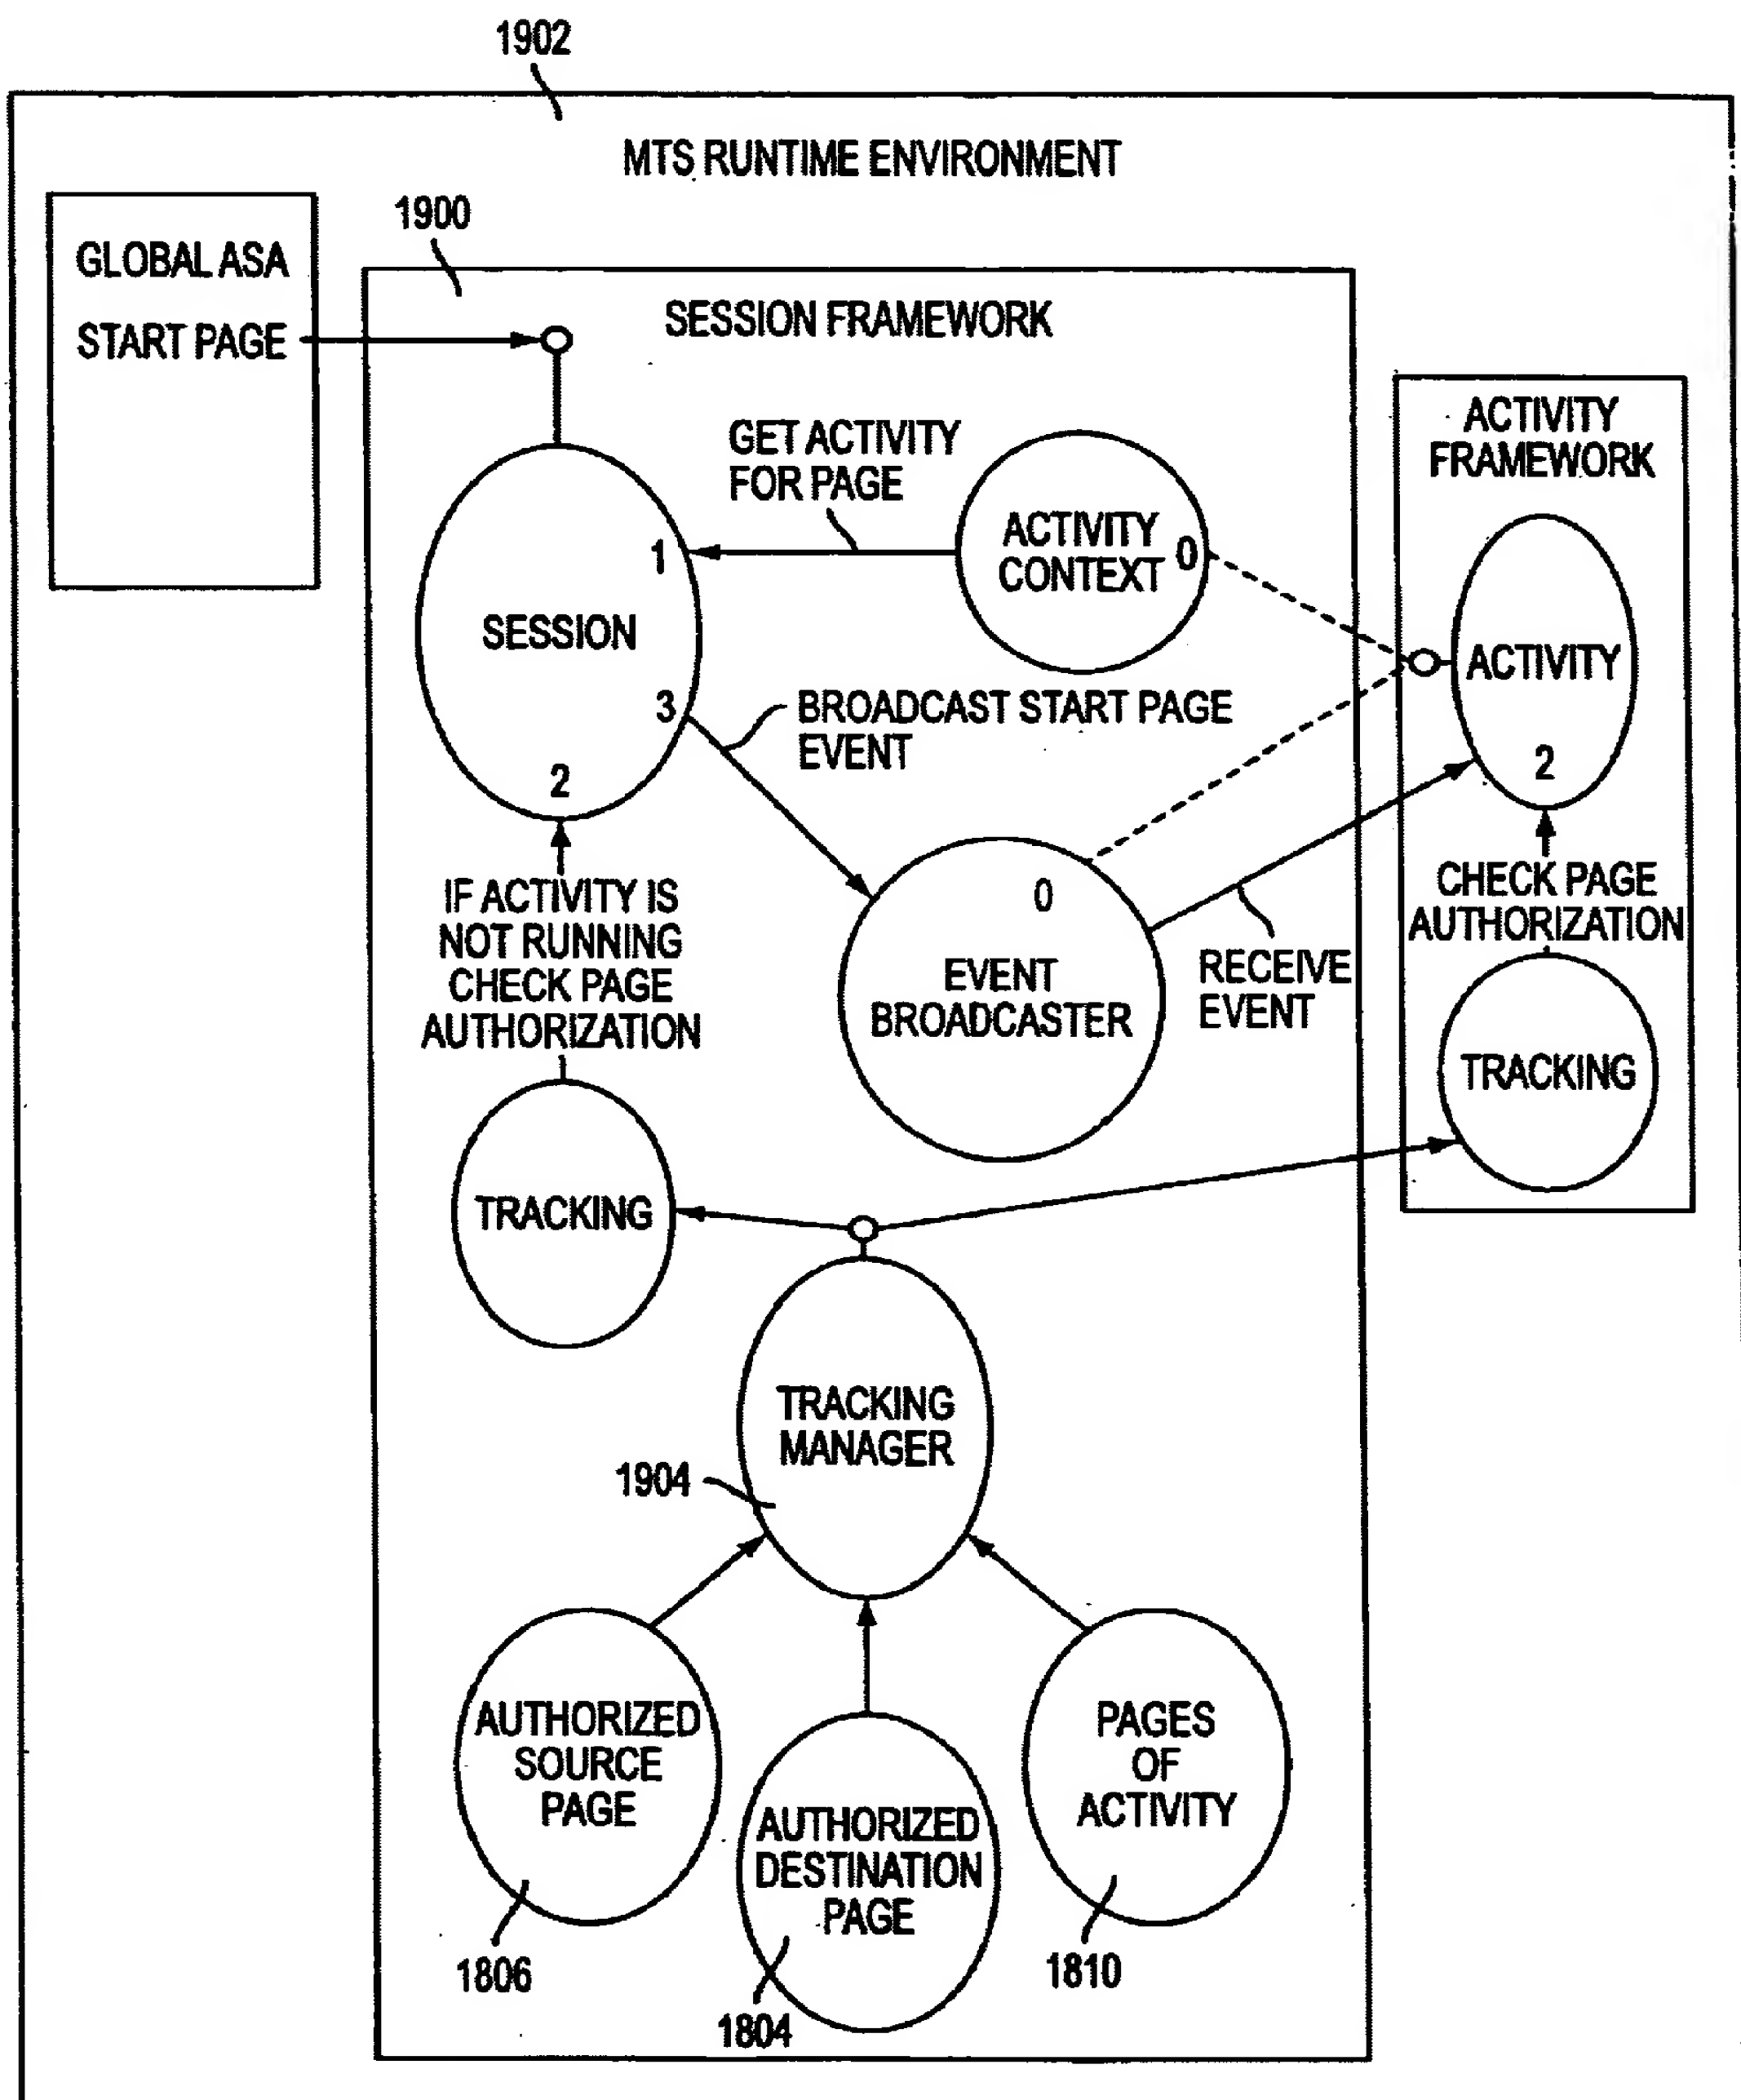 1902
MTS RUNTIME ENVIRONMENT
GLOBAL ASA
START PAGE
1900
SESSION FRAMEWORK
GET ACTIVITY
FOR PAGE
ACTIVITY
CONTEXT 0
ACTIVITY
FRAMEWORK
1
SESSION
3
2
BROADCAST START PAGE
EVENT
ACTIVITY
2
IF ACTIVITY IS
NOT RUNNING
CHECK PAGE
AUTHORIZATION
0
EVENT
BROADCASTER
RECEIVE
EVENT
CHECK PAGE
AUTHORIZATION
TRACKING
TRACKING
TRACKING
MANAGER
1904
AUTHORIZED
SOURCE
PAGE
AUTHORIZED
DESTINATION
PAGE
PAGES
OF
ACTIVITY
1806
1804
1810